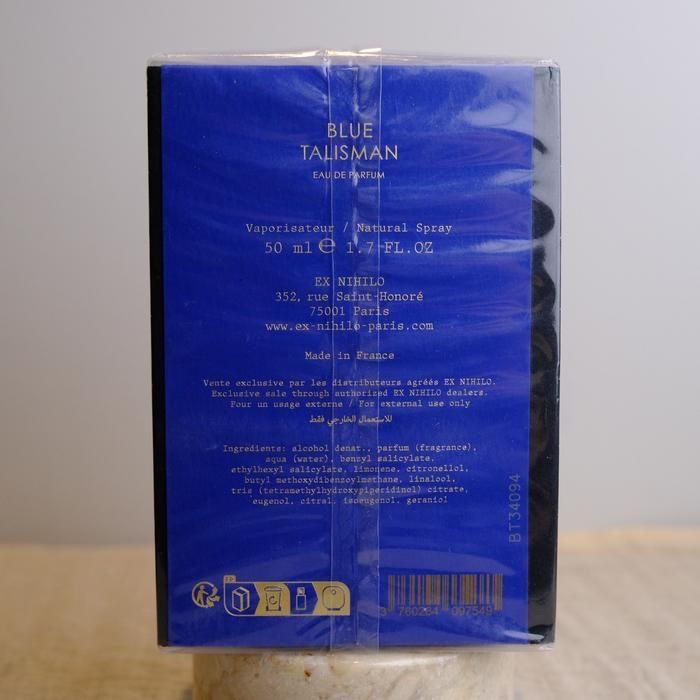 BLUE
TALISMAN
EAU DE PARFUM
Vaporisateur / Natural Spray
50 ml ℮ 1.7 FL.OZ
EX NIHILO
352, rue Saint-Honoré
75001 Paris
www.ex-nihilo-paris.com
Made in France
Vente exclusive par les distributeurs agréés EX NIHILO.
Exclusive sale through authorized EX NIHILO dealers.
Pour un usage externe / For external use only
للاستعمال الخارجي فقط
Ingredients: alcohol denat., parfum (fragrance),
aqua (water), benzyl salicylate,
ethylhexyl salicylate, limonene, citronellol,
butyl methoxydibenzoylmethane, linalool,
tris (tetramethylhydroxypiperidinol) citrate,
eugenol, citral, isoeugenol, geraniol
BT34094
FR
3 760284 097549